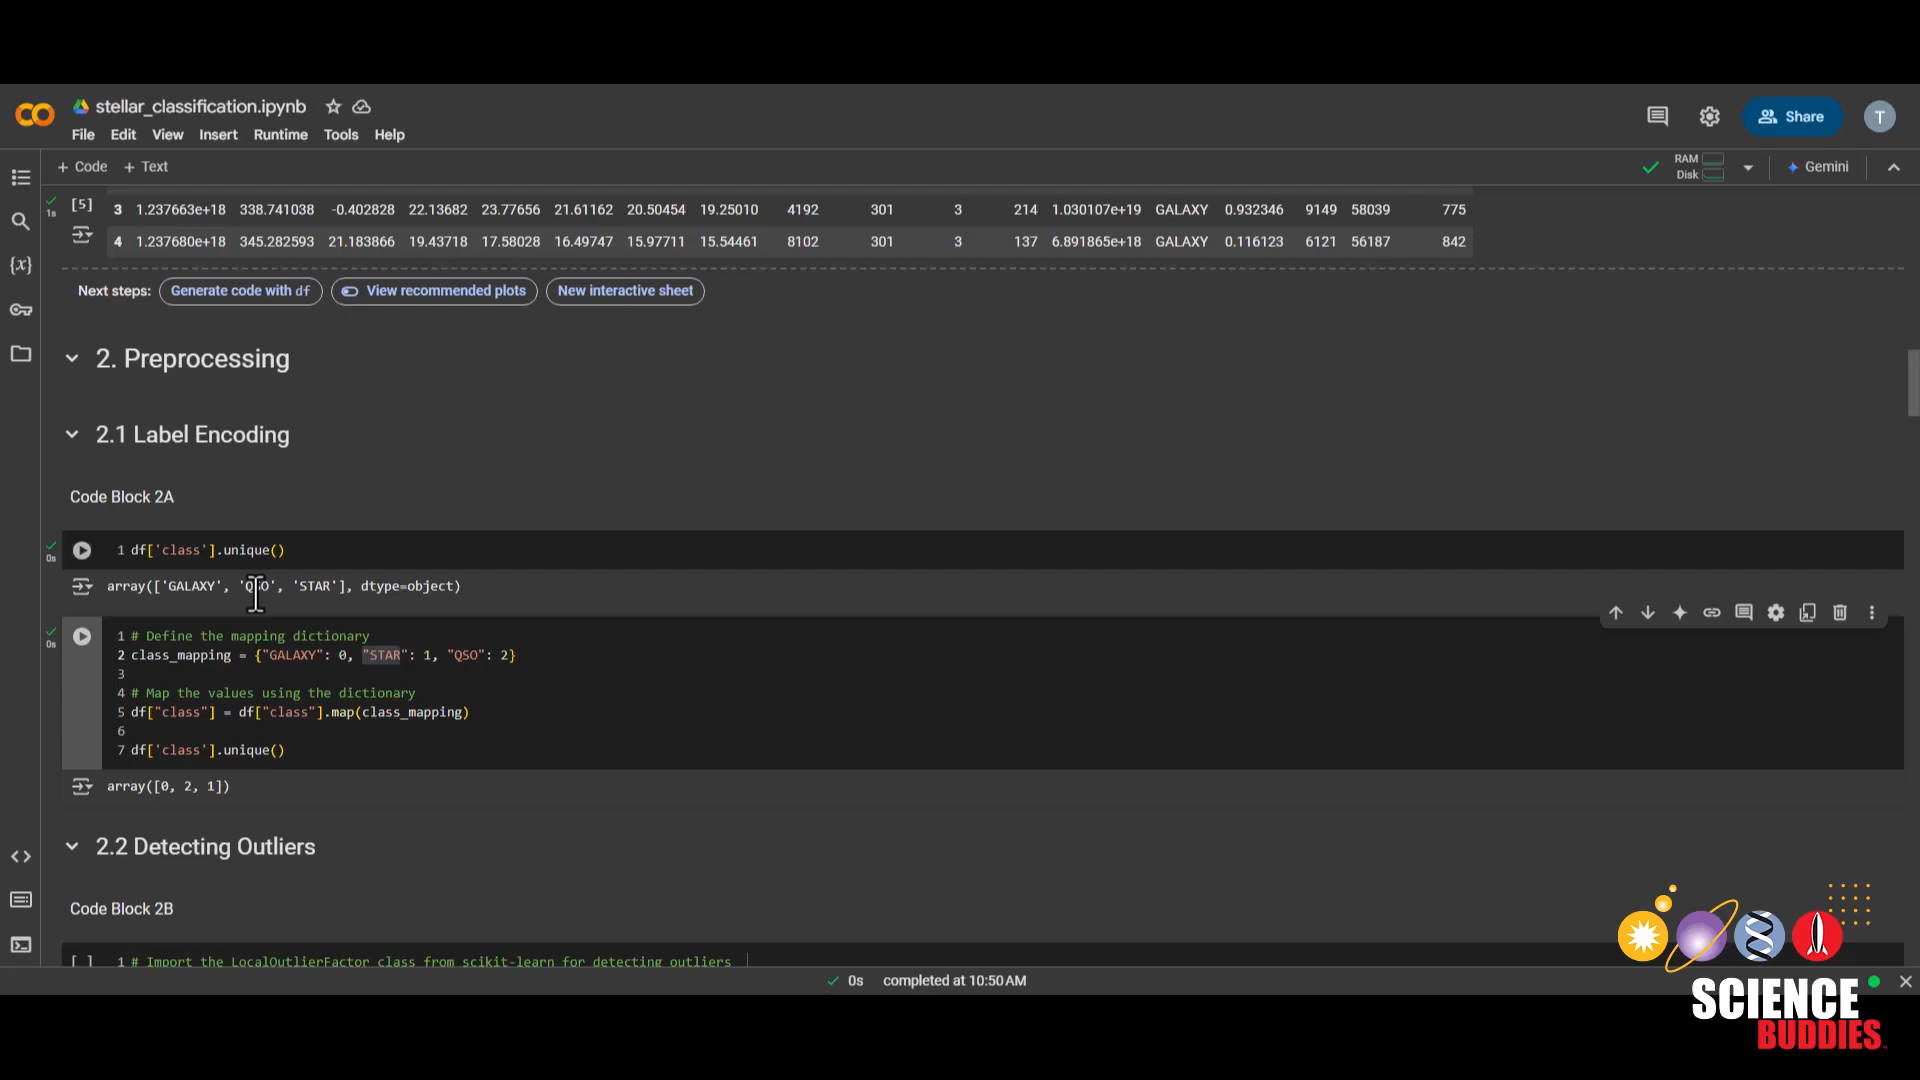 stellar_classification.ipynb
File Edit View Insert Runtime Tools Help
Share
T
+ Code + Text
RAM
Disk
Gemini
[5]
1s
3 1.237663e+18 338.741038 -0.402828 22.13682 23.77656 21.61162 20.50454 19.25010 4192 301 3 214 1.030107e+19 GALAXY 0.932346 9149 58039 775
4 1.237680e+18 345.282593 21.183866 19.43718 17.58028 16.49747 15.97711 15.54461 8102 301 3 137 6.891865e+18 GALAXY 0.116123 6121 56187 842
Next steps: Generate code with df View recommended plots New interactive sheet
2. Preprocessing
2.1 Label Encoding
Code Block 2A
0s
1 df['class'].unique()
array(['GALAXY', 'QSO', 'STAR'], dtype=object)
0s
1 # Define the mapping dictionary
2 class_mapping = {"GALAXY": 0, "STAR": 1, "QSO": 2}
3
4 # Map the values using the dictionary
5 df["class"] = df["class"].map(class_mapping)
6
7 df['class'].unique()
array([0, 2, 1])
2.2 Detecting Outliers
Code Block 2B
[ ] 1 # Import the LocalOutlierFactor class from scikit-learn for detecting outliers
0s completed at 10:50 AM
SCIENCE
BUDDIES